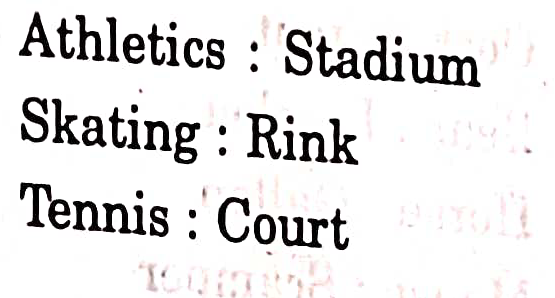 Athletics : Stadium
Skating : Rink
Tennis : Court